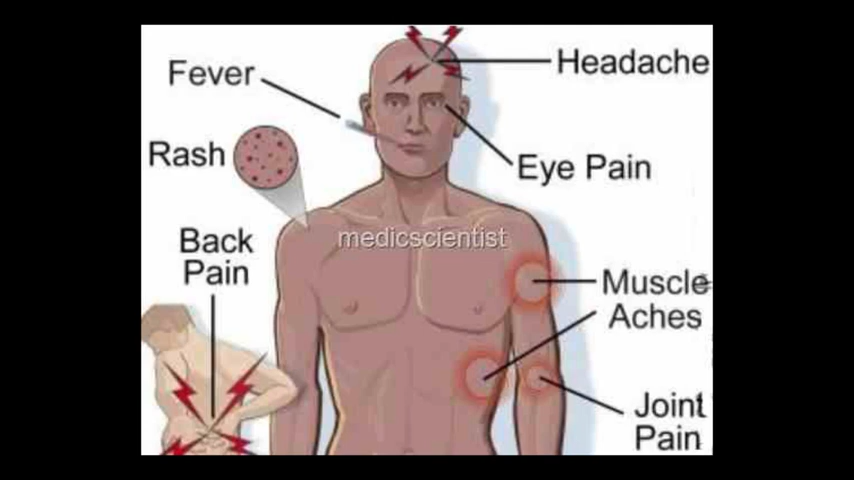 Headache
Fever
Rash
Eye Pain
medicscientist
Back
Pain
Muscle
Aches
Joint
Pain